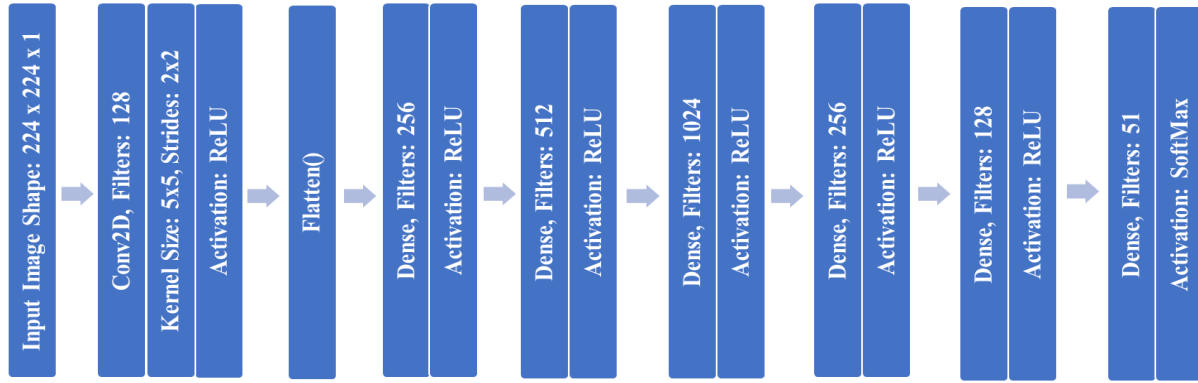 Input Image Shape: 224 x 224 x 1
Conv2D, Filters: 128
Kernel Size: 5x5, Strides: 2x2
Activation: ReLU
Flatten()
Dense, Filters: 256
Activation: ReLU
Dense, Filters: 512
Activation: ReLU
Dense, Filters: 1024
Activation: ReLU
Dense, Filters: 256
Activation: ReLU
Dense, Filters: 128
Activation: ReLU
Dense, Filters: 51
Activation: SoftMax